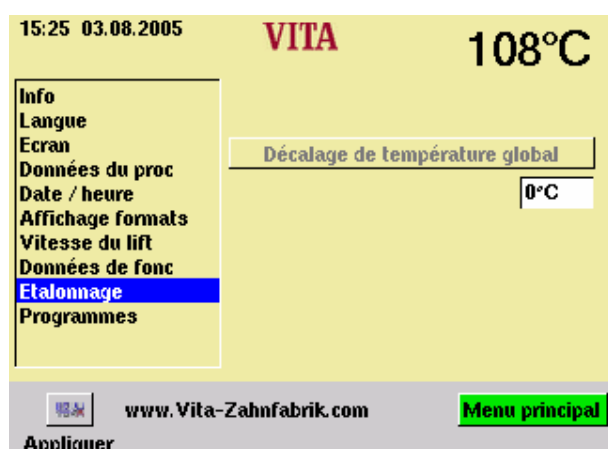 15:25 03.08.2005
VITA
108°C
Info
Langue
Ecran
Données du proc
Date / heure
Affichage formats
Vitesse du lift
Données de fonc
Etalonnage
Programmes
Décalage de température global
0°C
www.Vita-Zahnfabrik.com
Menu principal
Appliquer